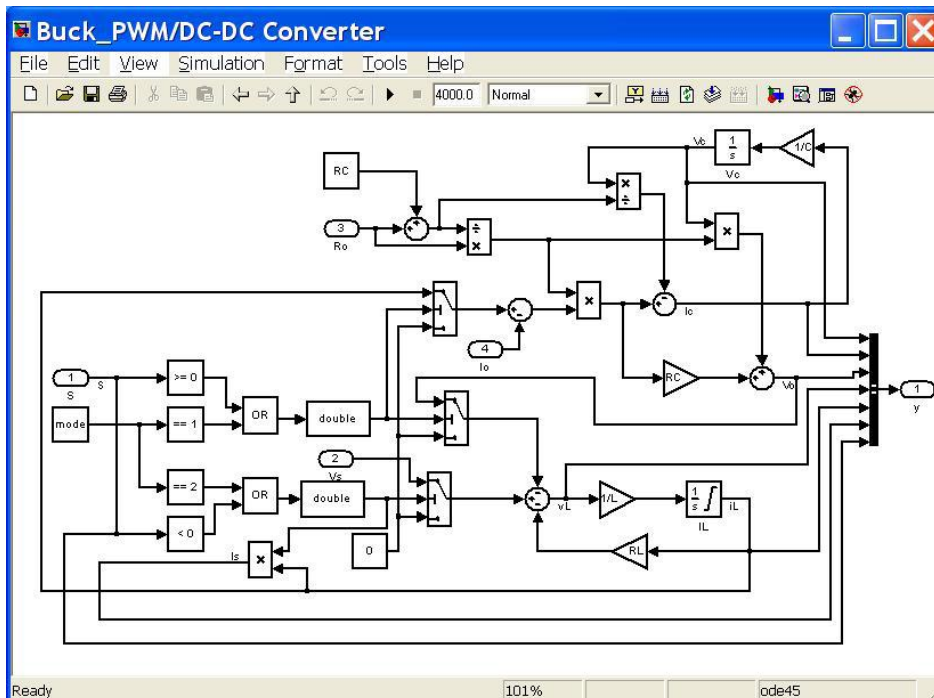 Buck_PWM/DC-DC Converter
File Edit View Simulation Format Tools Help
4000.0 Normal
Vc 1/s 1/C
Vc
RC
×
÷
3
Ro
÷
×
×
×
Ic
4
Io
1
S
S
>= 0
RC
Vo
1
y
mode
== 1
OR
double
2
Vs
== 2
OR
double
vL
1/L
1/s
iL
IL
< 0
Is
×
0
RL
Ready 101% ode45